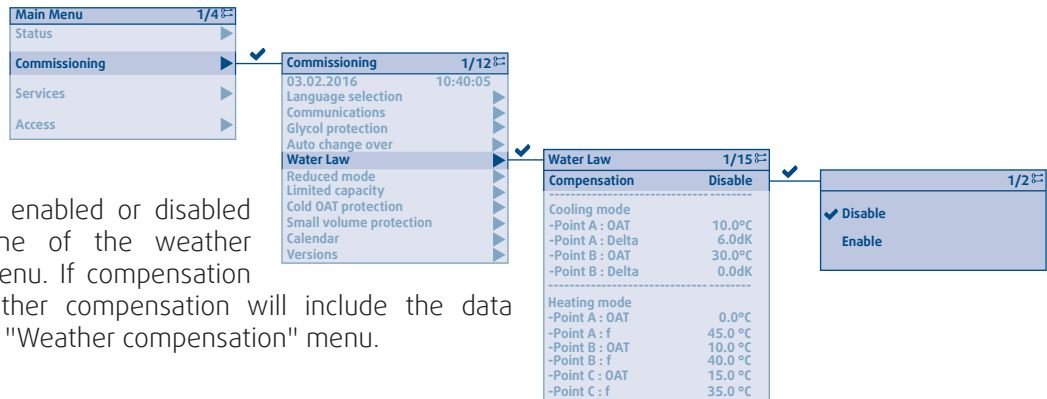 Main Menu 1/4
Status
Commissioning
Services
Access
Commissioning 1/12
03.02.2016 10:40:05
Language selection
Communications
Glycol protection
Auto change over
Water Law
Reduced mode
Limited capacity
Cold OAT protection
Small volume protection
Calendar
Versions
Water Law 1/15
Compensation Disable
Cooling mode
-Point A : OAT 10.0°C
-Point A : Delta 6.0dK
-Point B : OAT 30.0°C
-Point B : Delta 0.0dK
Heating mode
-Point A : OAT 0.0°C
-Point A : f 45.0 °C
-Point B : OAT 10.0 °C
-Point B : f 40.0 °C
-Point C : OAT 15.0 °C
-Point C : f 35.0 °C
1/2
Disable
Enable
enabled or disabled
ne of the weather
enu. If compensation
ther compensation will include the data
"Weather compensation" menu.